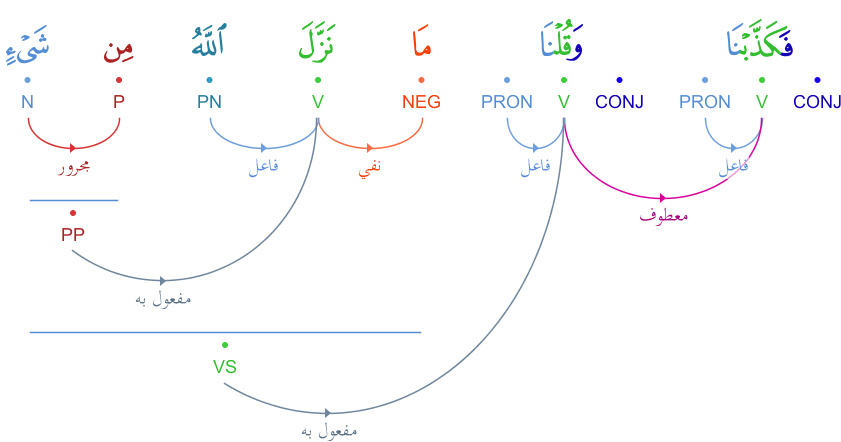 فَكَذَّبْنَا وَقُلْنَا مَا نَزَّلَ ٱللَّهُ مِن شَىْءٍ
CONJ V PRON CONJ V PRON NEG V PN P N
فاعل فاعل نفي فاعل مجرور
معطوف
PP
مفعول به
VS
مفعول به